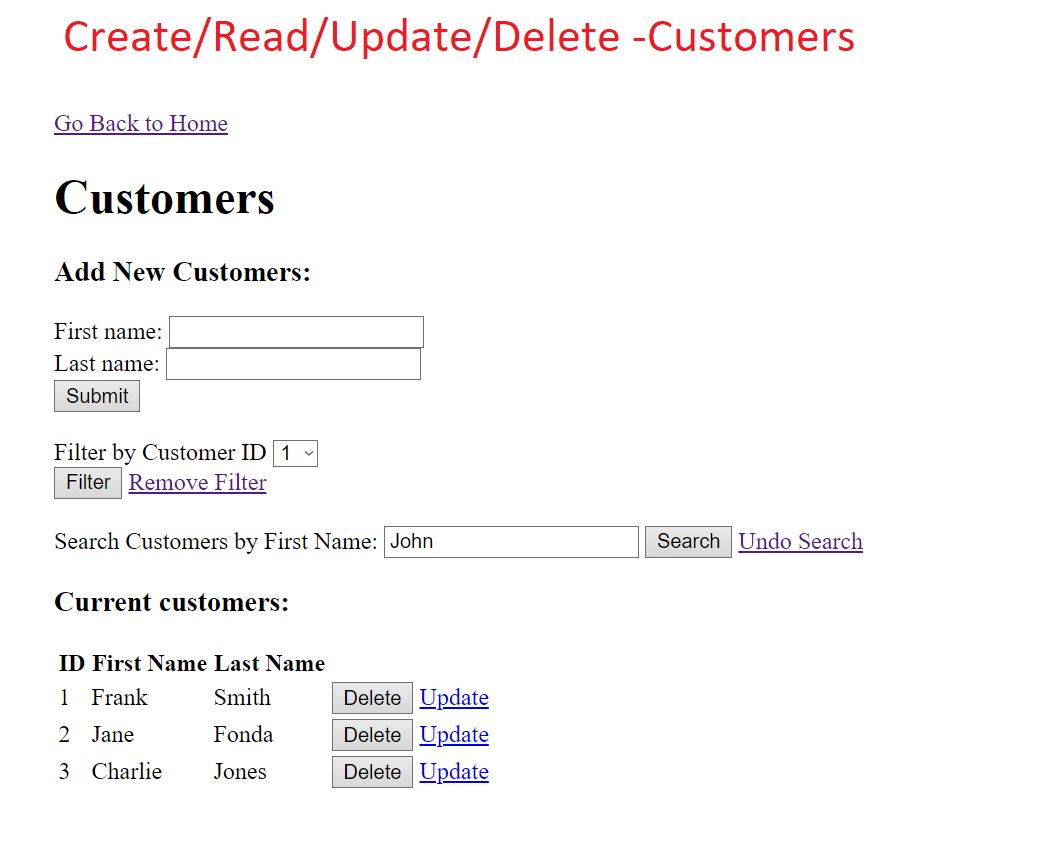 Create/Read/Update/Delete -Customers
Go Back to Home
Customers
Add New Customers:
First name:
Last name:
Submit
Filter by Customer ID 1
Filter Remove Filter
Search Customers by First Name: John Search Undo Search
Current customers:
ID First Name Last Name
1 Frank Smith Delete Update
2 Jane Fonda Delete Update
3 Charlie Jones Delete Update